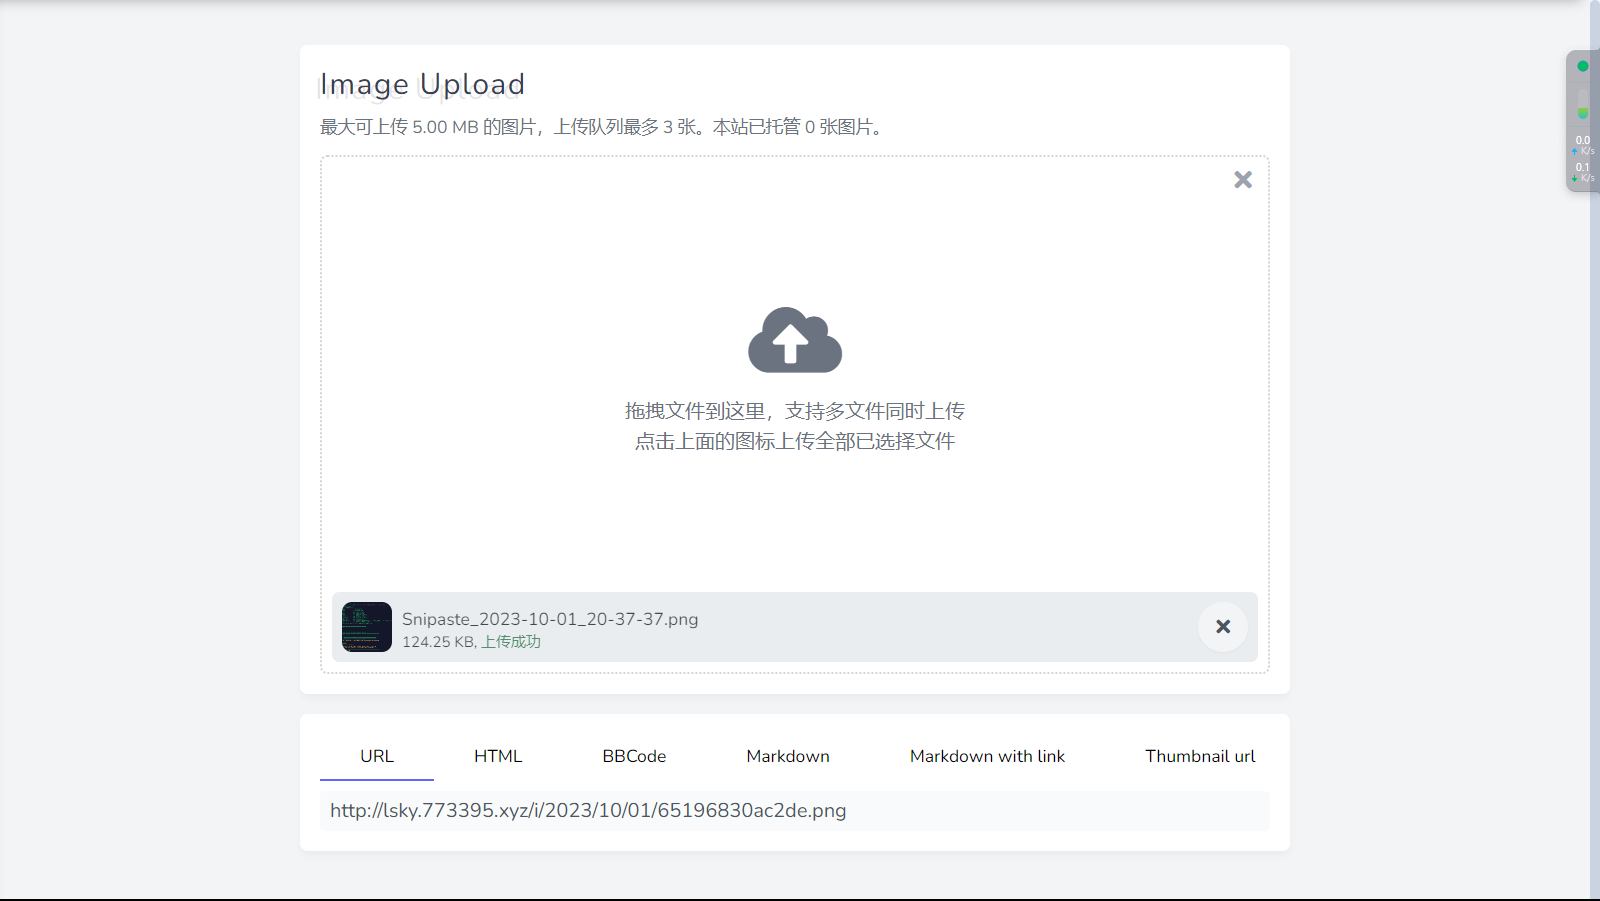 Image Upload
最大可上传 5.00 MB 的图片，上传队列最多 3 张。本站已托管 0 张图片。
0.0
K/s
0.1
K/s
拖拽文件到这里，支持多文件同时上传
点击上面的图标上传全部已选择文件
Snipaste_2023-10-01_20-37-37.png
124.25 KB, 上传成功
URL HTML BBCode Markdown Markdown with link Thumbnail url
http://lsky.773395.xyz/i/2023/10/01/65196830ac2de.png